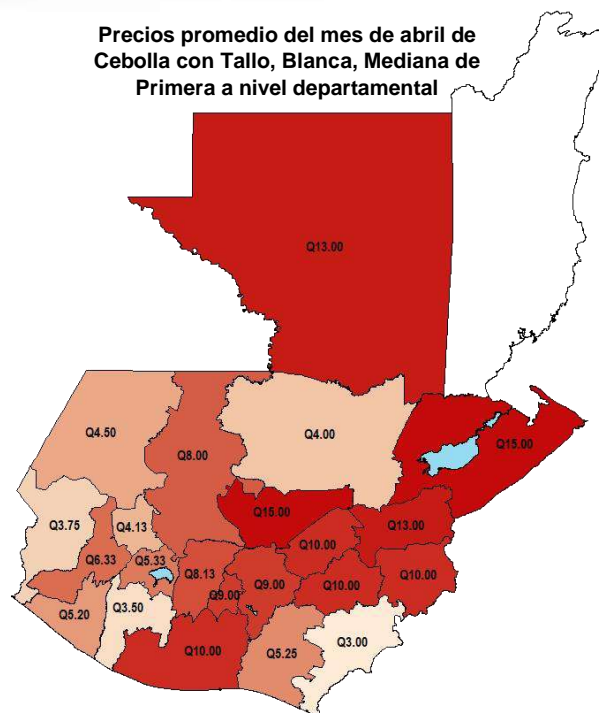 Precios promedio del mes de abril de
Cebolla con Tallo, Blanca, Mediana de
Primera a nivel departamental
Q13.00
Q4.50
Q8.00
Q4.00
Q15.00
Q3.75
Q4.13
Q15.00
Q13.00
Q6.33
Q5.33
Q8.13
Q10.00
Q9.00
Q9.00
Q10.00
Q10.00
Q5.20
Q3.50
Q10.00
Q5.25
Q3.00